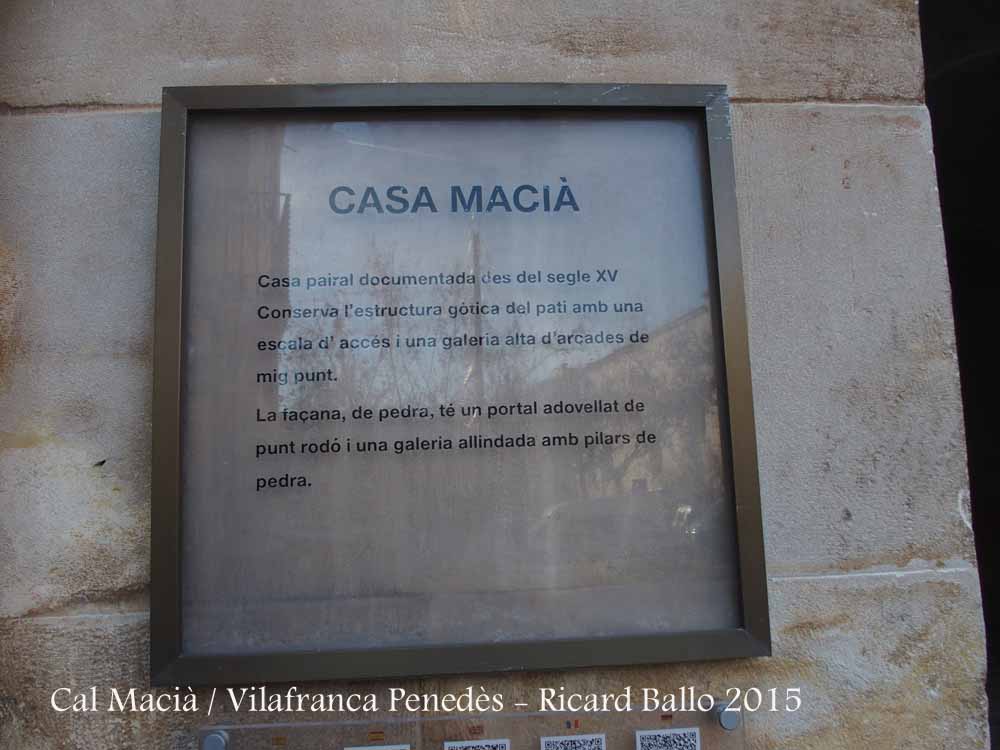 CASA MACIÀ
Casa pairal documentada des del segle XV
Conserva l'estructura gòtica del pati amb una
escala d' accés i una galeria alta d'arcades de
mig punt.
La façana, de pedra, té un portal adovellat de
punt rodó i una galeria allindada amb pilars de
pedra.
Cal Macià / Vilafranca Penedès - Ricard Ballo 2015